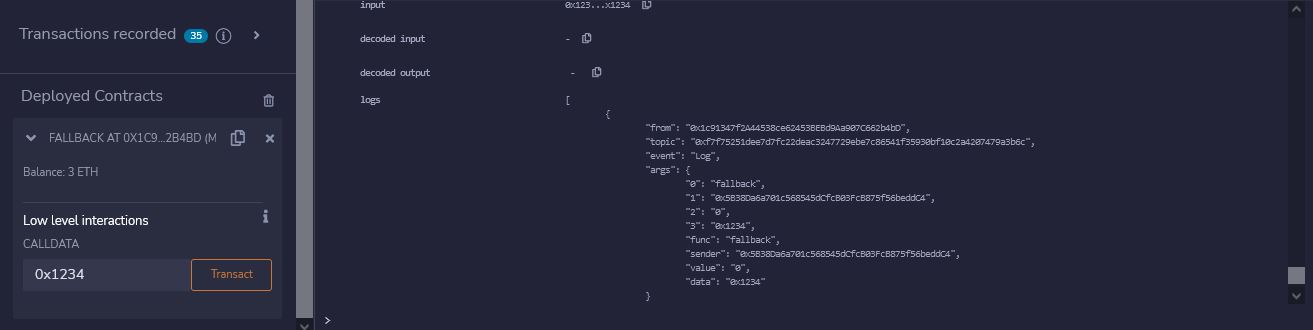 Transactions recorded 35 i >
Deployed Contracts
FALLBACK AT 0X1C9...2B4BD (M
Balance: 3 ETH
Low level interactions
CALLDATA
0x1234
Transact
input 0x123...x1234
decoded input -
decoded output -
logs [
{
"from": "0x1c91347f2A44538ce62453BEBd9Aa907C662b4bD",
"topic": "0xf7f75251dee7d7fc22deac3247729ebe7c86541f35930bf10c2a4207479a3b6c",
"event": "Log",
"args": {
"0": "fallback",
"1": "0x5B38Da6a701c568545dCfcB03FcB875f56beddC4",
"2": "0",
"3": "0x1234",
"func": "fallback",
"sender": "0x5B38Da6a701c568545dCfcB03FcB875f56beddC4",
"value": "0",
"data": "0x1234"
}
>